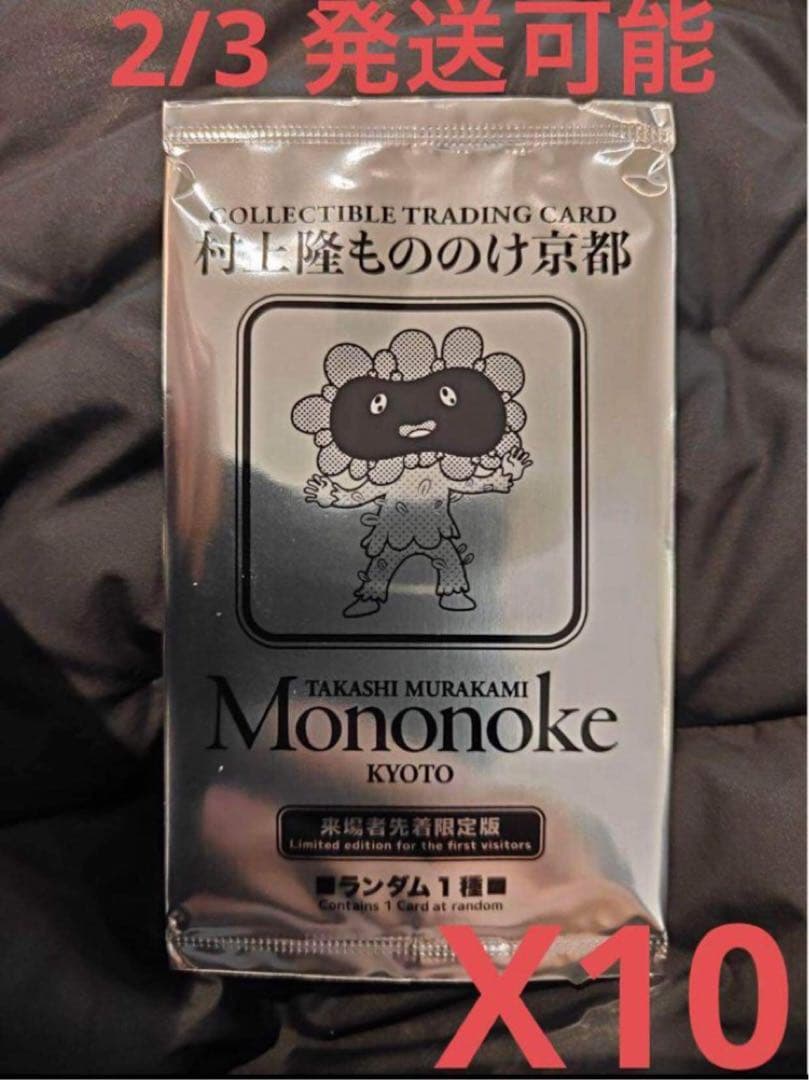 2/3 発送可能
COLLECTIBLE TRADING CARD
村上隆もののけ京都
TAKASHI MURAKAMI
Mononoke
KYOTO
来場者先着限定版
Limited edition for the first visitors
■ランダム1種■
Contains 1 Card at random
X10